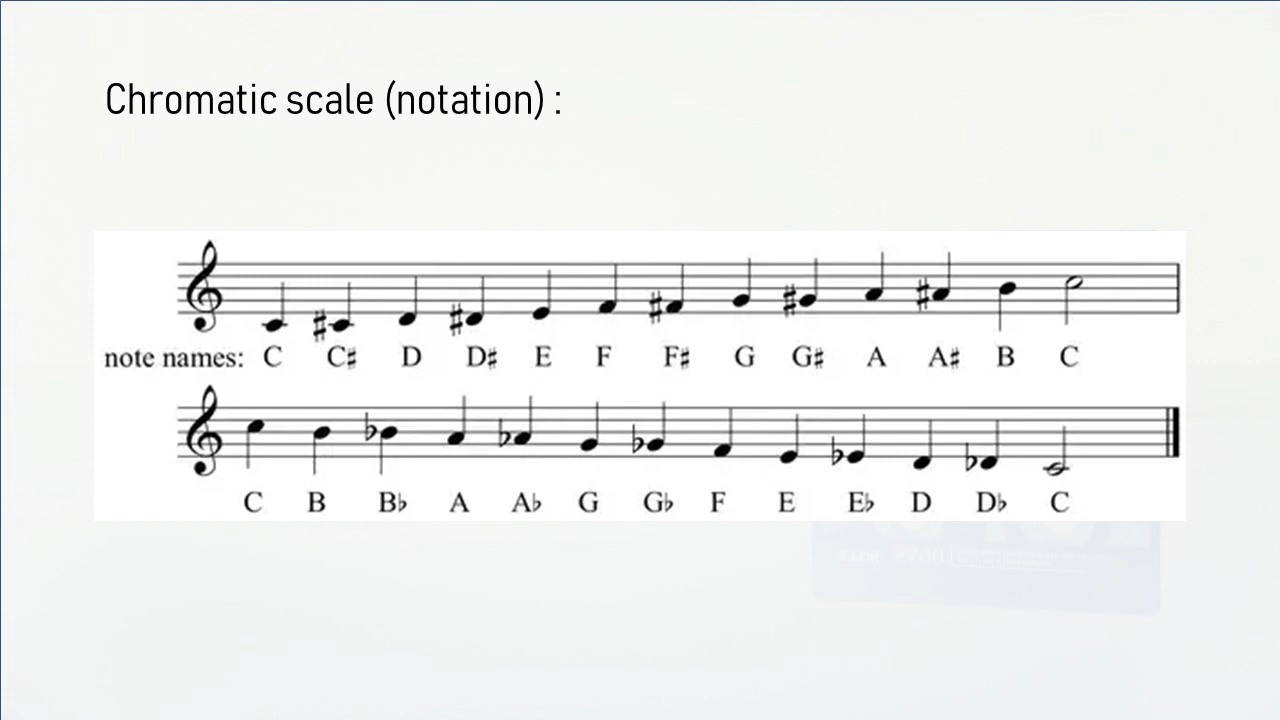 Chromatic scale (notation) :
note names: C C♯ D D♯ E F F♯ G G♯ A A♯ B C
C B B♭ A A♭ G G♭ F E E♭ D D♭ C